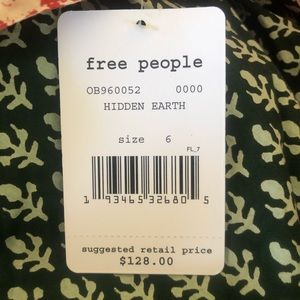 free people
OB960052 0000
HIDDEN EARTH
size 6
FL_7
1 93465 32680 5
suggested retail price
$128.00